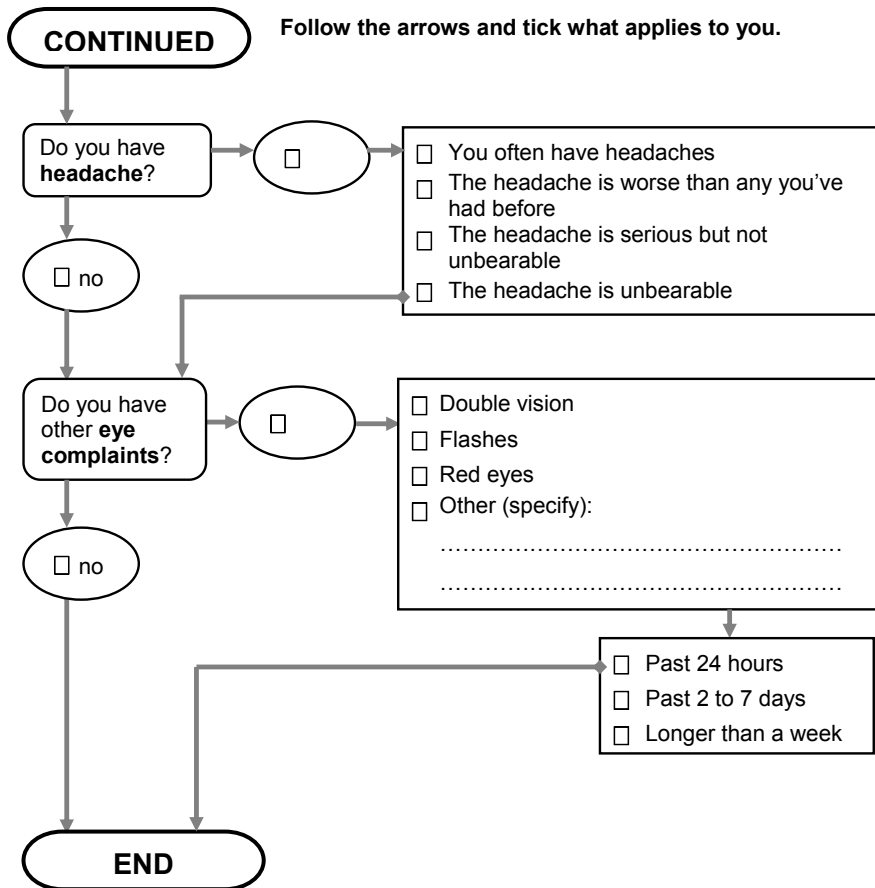 CONTINUED
Follow the arrows and tick what applies to you.
Do you have
headache?
☐
☐ You often have headaches
☐ The headache is worse than any you've
had before
☐ The headache is serious but not
unbearable
☐ The headache is unbearable
☐ no
Do you have
other eye
complaints?
☐
☐ Double vision
☐ Flashes
☐ Red eyes
☐ Other (specify):
……………………………………………
……………………………………………
☐ no
☐ Past 24 hours
☐ Past 2 to 7 days
☐ Longer than a week
END